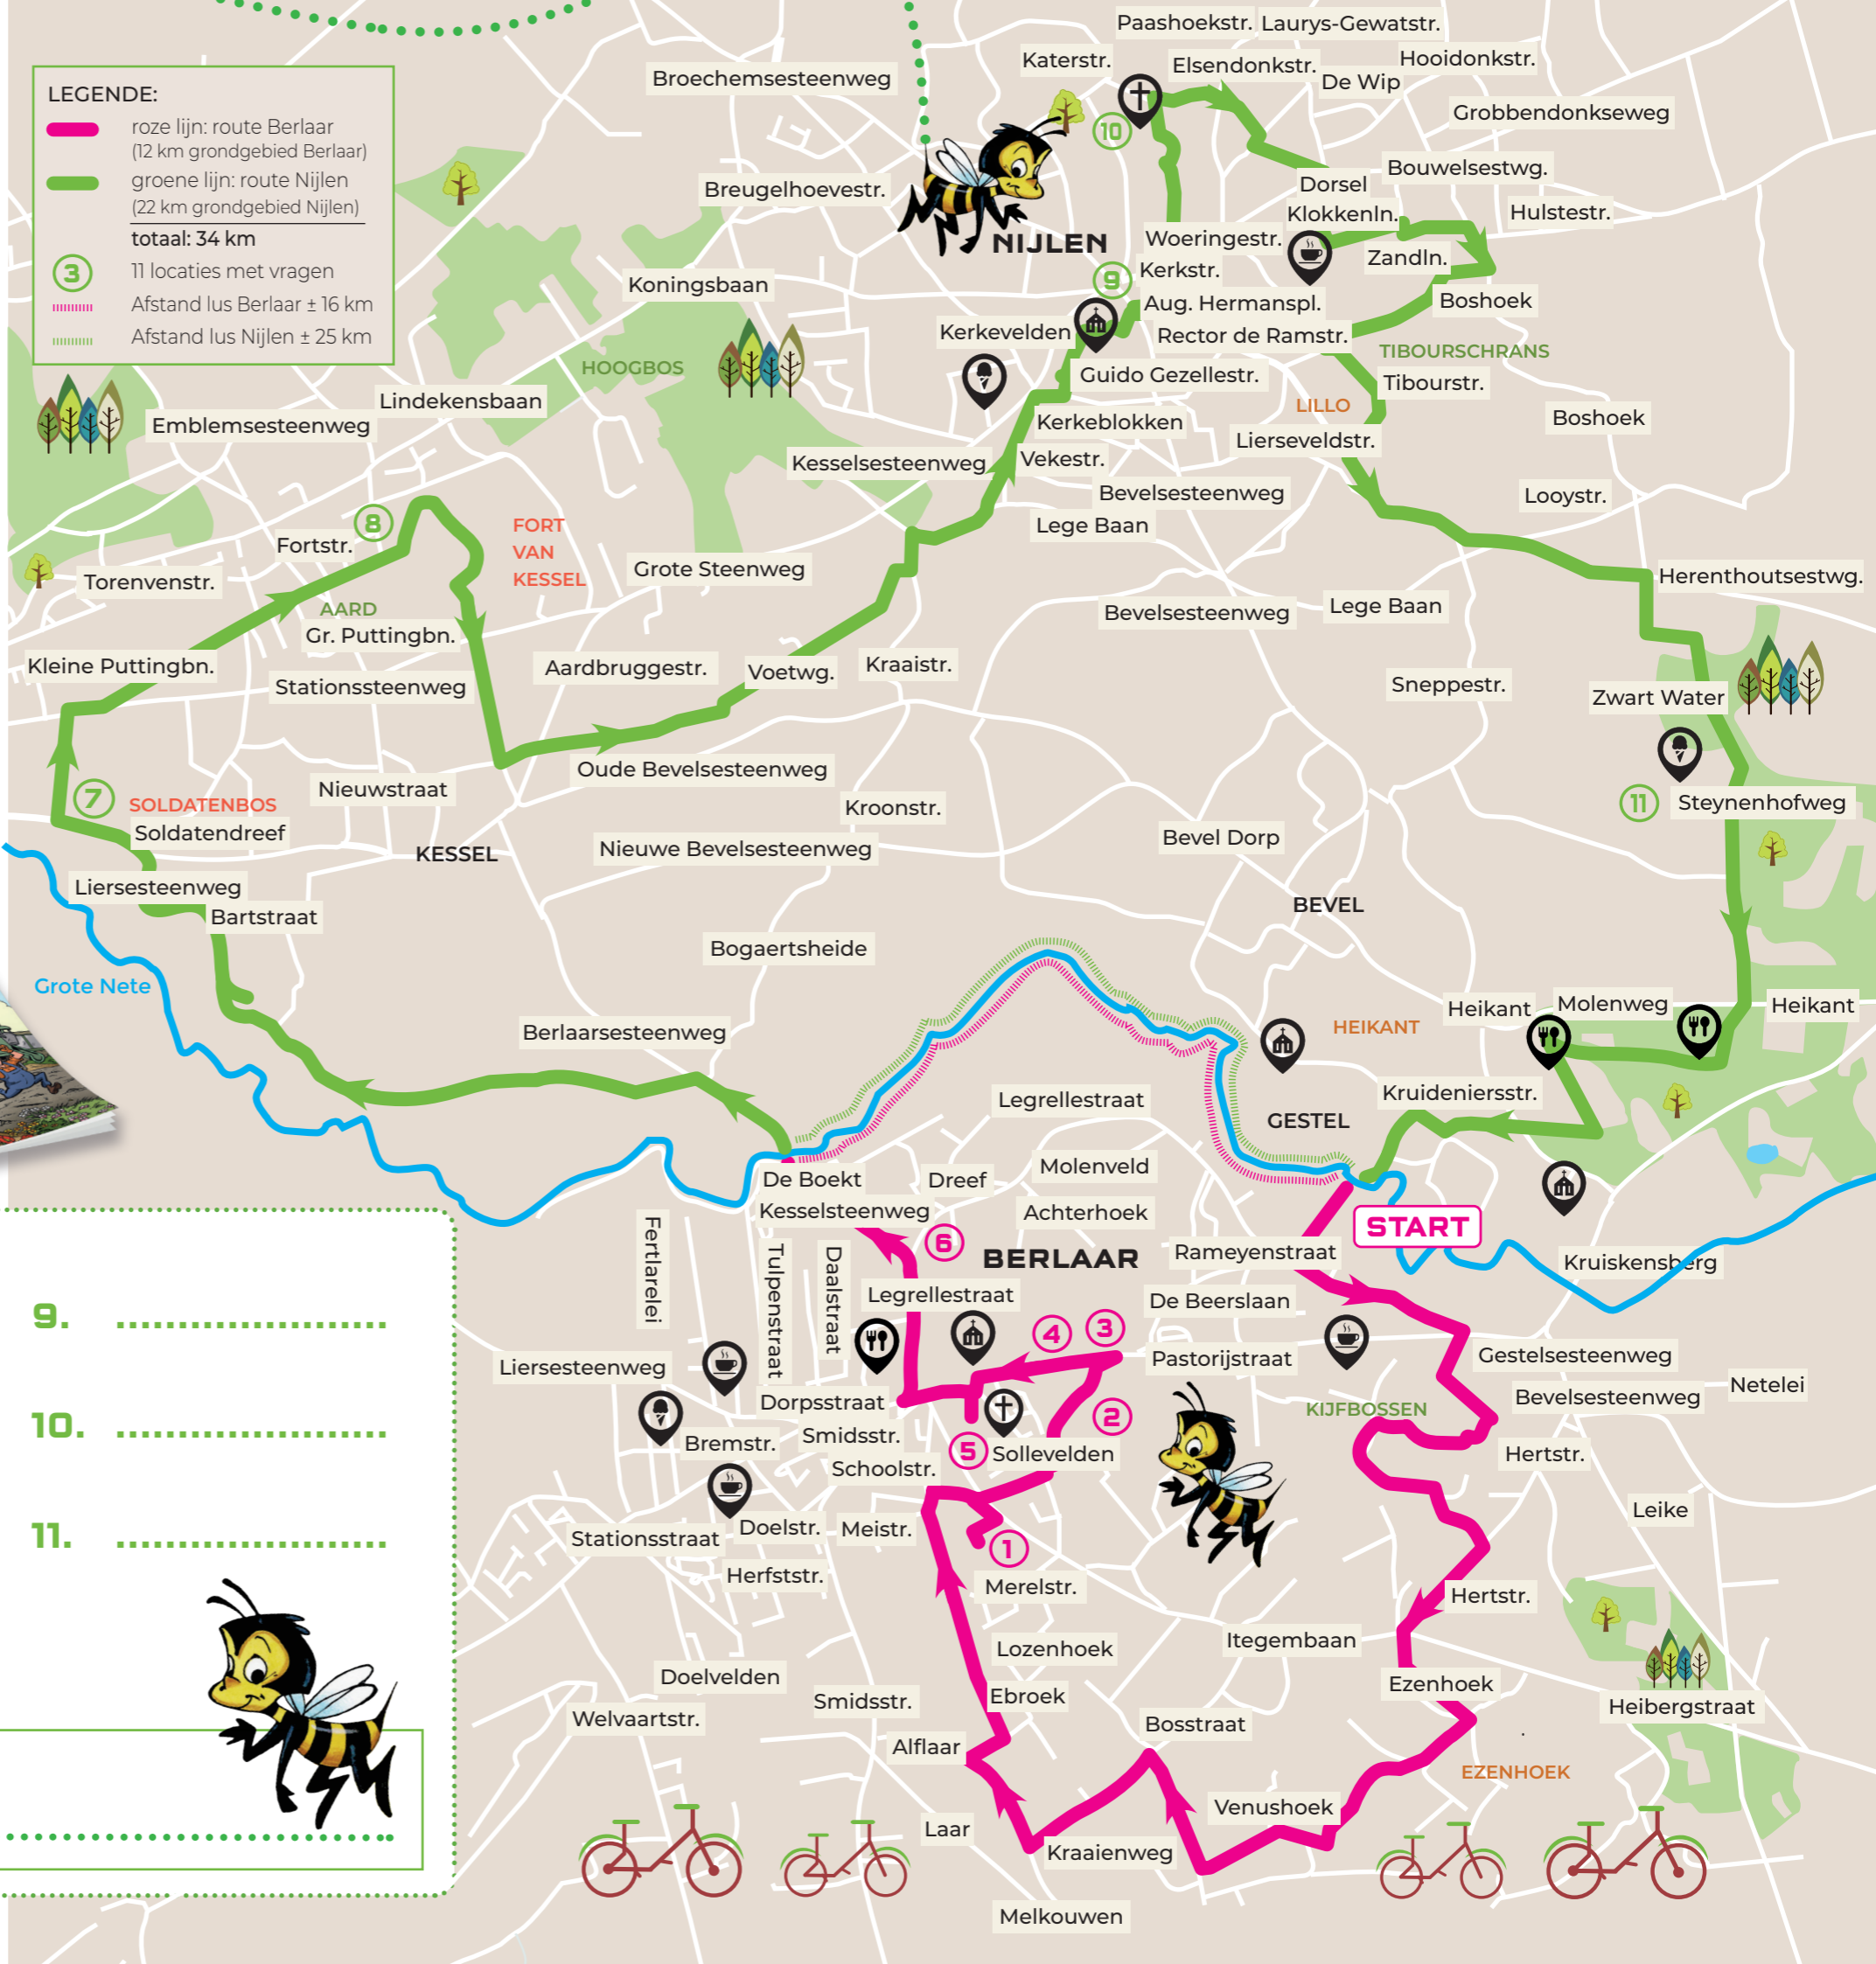 LEGENDE:
roze lijn: route Berlaar
(12 km grondgebied Berlaar)
groene lijn: route Nijlen
(22 km grondgebied Nijlen)
totaal: 34 km
3
11 locaties met vragen
Afstand lus Berlaar ± 16 km
Afstand lus Nijlen ± 25 km
Paashoekstr.
Laurys-Gewatstr.
Katerstr.
Elsendonkstr.
Hooidonkstr.
De Wip
Broechemsesteenweg
Grobbendonkseweg
10
Bouwelsestwg.
Breugelhoevestr.
Dorsel
Klokkenln.
Hulstestr.
NIJLEN
Woeringestr.
Zandln.
9
Kerkstr.
Koningsbaan
Aug. Hermanspl.
Boshoek
Kerkevelden
Rector de Ramstr.
TIBOURSCHRANS
HOOGBOS
Guido Gezellestr.
Tibourstr.
Lindekensbaan
LILLO
Emblemsesteenweg
Kerkeblokken
Boshoek
Lierseveldstr.
Kesselsesteenweg
Vekestr.
Bevelsesteenweg
Looystr.
8
FORT
VAN
KESSEL
Lege Baan
Fortstr.
Grote Steenweg
Torenvenstr.
Herenthoutsestwg.
AARD
Gr. Puttingbn.
Bevelsesteenweg
Lege Baan
Kleine Puttingbn.
Aardbruggestr.
Voetwg.
Kraaistr.
Stationssteenweg
Sneppestr.
Zwart Water
Oude Bevelsesteenweg
7
SOLDATENBOS
Nieuwstraat
Kroonstr.
11
Steynenhofweg
Soldatendreef
KESSEL
Nieuwe Bevelsesteenweg
Bevel Dorp
Liersesteenweg
BEVEL
Bartstraat
Bogaertsheide
Grote Nete
Heikant
Molenweg
Heikant
Berlaarsesteenweg
HEIKANT
Legrellestraat
Kruideniersstr.
GESTEL
De Boekt
Dreef
Molenveld
Kesselsteenweg
Achterhoek
START
6
BERLAAR
Rameyenstraat
Kruiskensberg
Fertlarelei
Tulpenstraat
Daalstraat
Legrellestraat
De Beerslaan
4
3
Liersesteenweg
Pastorijstraat
Gestelsesteenweg
Netelei
Bevelsesteenweg
Dorpsstraat
2
KIJFBOSSEN
Smidsstr.
Bremstr.
5
Sollevelden
Hertstr.
Schoolstr.
Leike
Stationsstraat
Doelstr.
Meistr.
1
Herfststr.
Merelstr.
Hertstr.
Lozenhoek
Itegembaan
Doelvelden
Ezenhoek
Smidsstr.
Ebroek
Heibergstraat
Welvaartstr.
Bosstraat
Alflaar
EZENHOEK
Venushoek
Laar
Kraaienweg
Melkouwen
9. ..............................
10. ..............................
11. ..............................